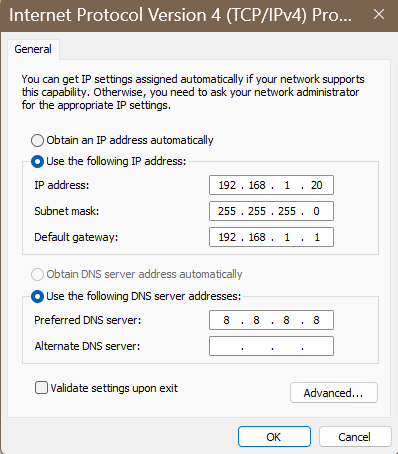 Internet Protocol Version 4 (TCP/IPv4) Pro...
General
You can get IP settings assigned automatically if your network supports
this capability. Otherwise, you need to ask your network administrator
for the appropriate IP settings.
Obtain an IP address automatically
Use the following IP address:
IP address: 192 . 168 . 1 . 20
Subnet mask: 255 . 255 . 255 . 0
Default gateway: 192 . 168 . 1 . 1
Obtain DNS server address automatically
Use the following DNS server addresses:
Preferred DNS server: 8 . 8 . 8 . 8
Alternate DNS server: . . .
Validate settings upon exit
Advanced...
OK Cancel